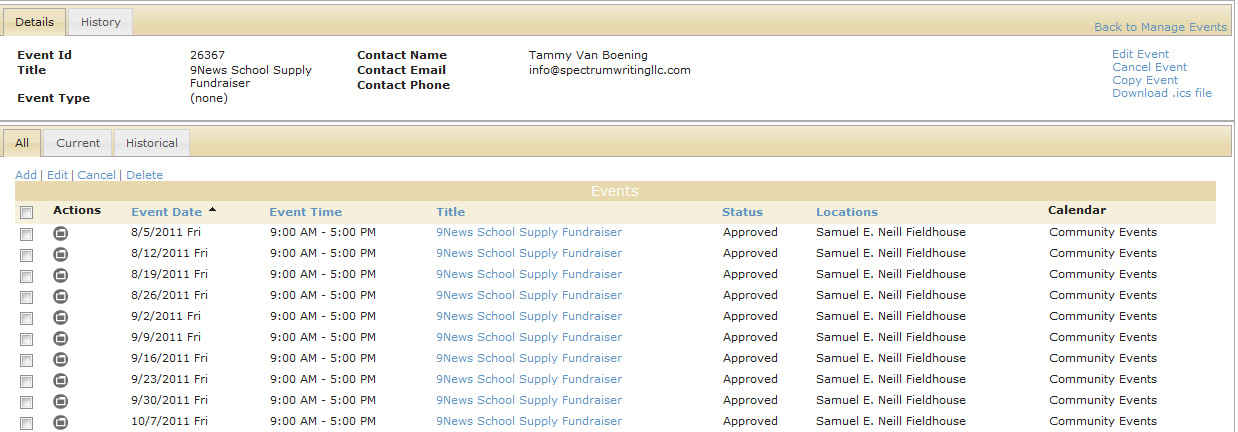 Details History
Back to Manage Events
Event Id 26367 Contact Name Tammy Van Boening Edit Event
Title 9News School Supply Contact Email info@spectrumwritingllc.com Cancel Event
Fundraiser Contact Phone Copy Event
Event Type (none) Download .ics file
All Current Historical
Add | Edit | Cancel | Delete
Events
Actions Event Date Event Time Title Status Locations Calendar
8/5/2011 Fri 9:00 AM - 5:00 PM 9News School Supply Fundraiser Approved Samuel E. Neill Fieldhouse Community Events
8/12/2011 Fri 9:00 AM - 5:00 PM 9News School Supply Fundraiser Approved Samuel E. Neill Fieldhouse Community Events
8/19/2011 Fri 9:00 AM - 5:00 PM 9News School Supply Fundraiser Approved Samuel E. Neill Fieldhouse Community Events
8/26/2011 Fri 9:00 AM - 5:00 PM 9News School Supply Fundraiser Approved Samuel E. Neill Fieldhouse Community Events
9/2/2011 Fri 9:00 AM - 5:00 PM 9News School Supply Fundraiser Approved Samuel E. Neill Fieldhouse Community Events
9/9/2011 Fri 9:00 AM - 5:00 PM 9News School Supply Fundraiser Approved Samuel E. Neill Fieldhouse Community Events
9/16/2011 Fri 9:00 AM - 5:00 PM 9News School Supply Fundraiser Approved Samuel E. Neill Fieldhouse Community Events
9/23/2011 Fri 9:00 AM - 5:00 PM 9News School Supply Fundraiser Approved Samuel E. Neill Fieldhouse Community Events
9/30/2011 Fri 9:00 AM - 5:00 PM 9News School Supply Fundraiser Approved Samuel E. Neill Fieldhouse Community Events
10/7/2011 Fri 9:00 AM - 5:00 PM 9News School Supply Fundraiser Approved Samuel E. Neill Fieldhouse Community Events